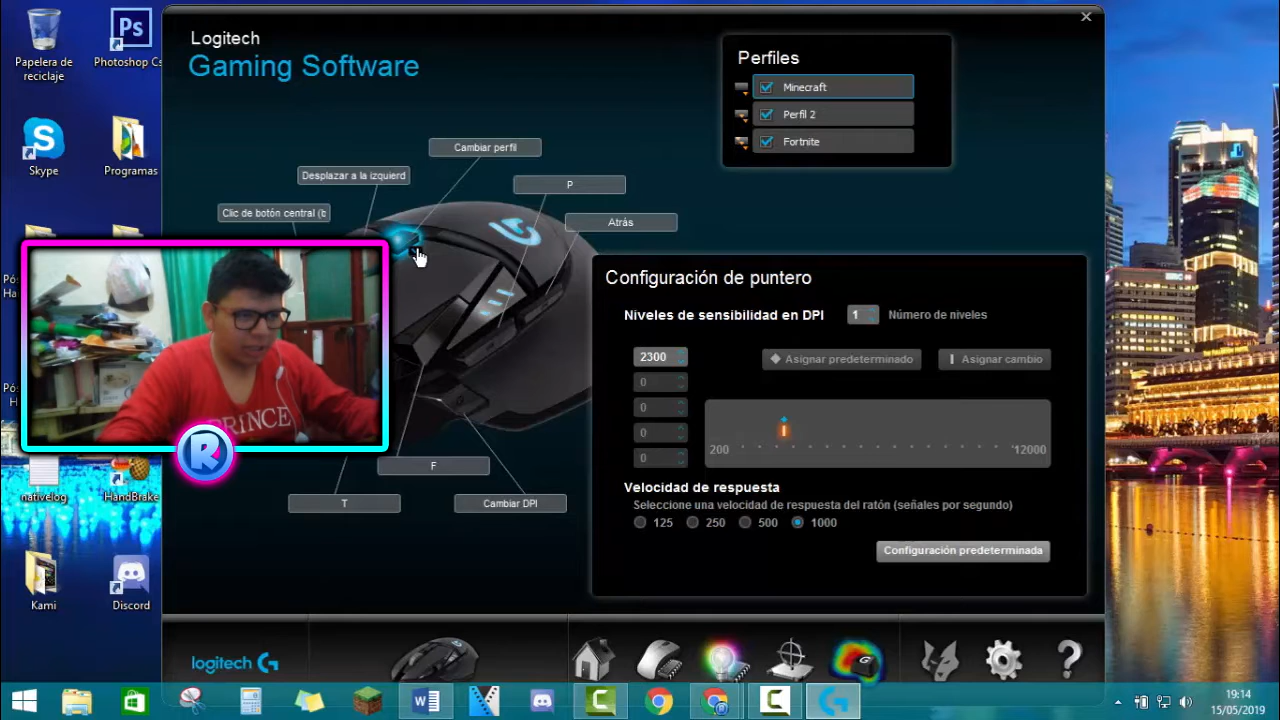 Papelera de
reciclaje
Ps
Photoshop Cs
Skype
Programas
nativelog
HandBrake
Kami
Discord
Logitech
Gaming Software
Perfiles
Minecraft
Perfil 2
Fortnite
Cambiar perfil
Desplazar a la izquierd
P
Clic de botón central (b
Atrás
PRINCE
R
F
T
Cambiar DPI
Configuración de puntero
Niveles de sensibilidad en DPI
1
Número de niveles
2300
Asignar predeterminado
Asignar cambio
0
0
0
0
200
12000
Velocidad de respuesta
Seleccione una velocidad de respuesta del ratón (señales por segundo)
125
250
500
1000
Configuración predeterminada
logitech G
?
19:14
15/05/2019